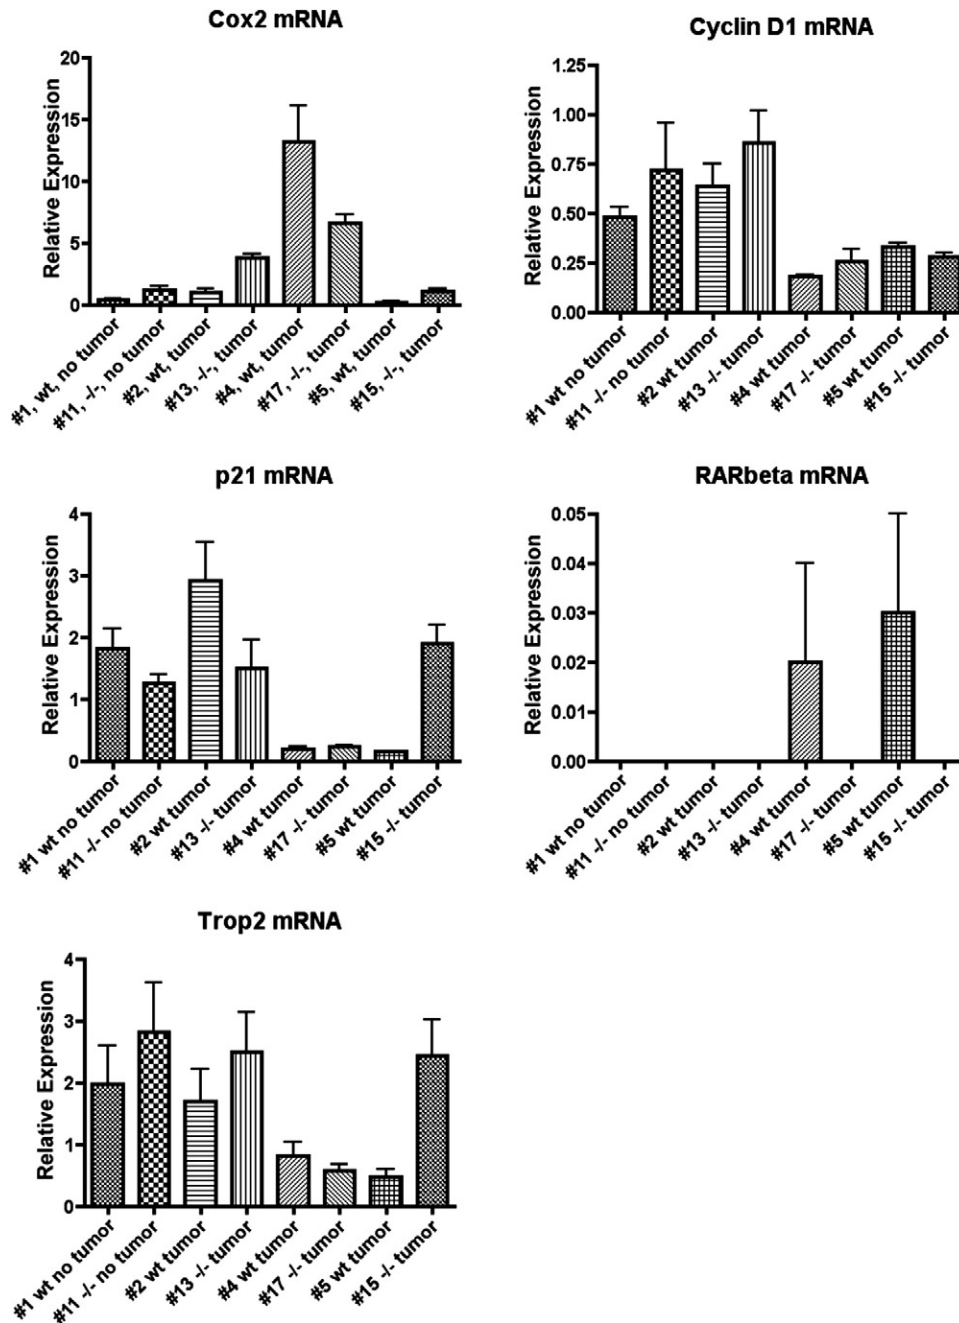 Cox2 mRNA
Relative Expression
20
15
10
5
0
#1, wt, no tumor
#11, -/-, no tumor
#2, wt, tumor
#13, -/-, tumor
#4, wt, tumor
#17, -/-, tumor
#5, wt, tumor
#15, -/-, tumor
Cyclin D1 mRNA
Relative Expression
1.25
1.00
0.75
0.50
0.25
0.00
#1 wt no tumor
#11 -/- no tumor
#2 wt tumor
#13 -/- tumor
#4 wt tumor
#17 -/- tumor
#5 wt tumor
#15 -/- tumor
p21 mRNA
Relative Expression
4
3
2
1
0
#1 wt no tumor
#11 -/- no tumor
#2 wt tumor
#13 -/- tumor
#4 wt tumor
#17 -/- tumor
#5 wt tumor
#15 -/- tumor
RARbeta mRNA
Relative Expression
0.05
0.04
0.03
0.02
0.01
0.00
#1 wt no tumor
#11 -/- no tumor
#2 wt tumor
#13 -/- tumor
#4 wt tumor
#17 -/- tumor
#5 wt tumor
#15 -/- tumor
Trop2 mRNA
Relative Expression
4
3
2
1
0
#1 wt no tumor
#11 -/- no tumor
#2 wt tumor
#13 -/- tumor
#4 wt tumor
#17 -/- tumor
#5 wt tumor
#15 -/- tumor